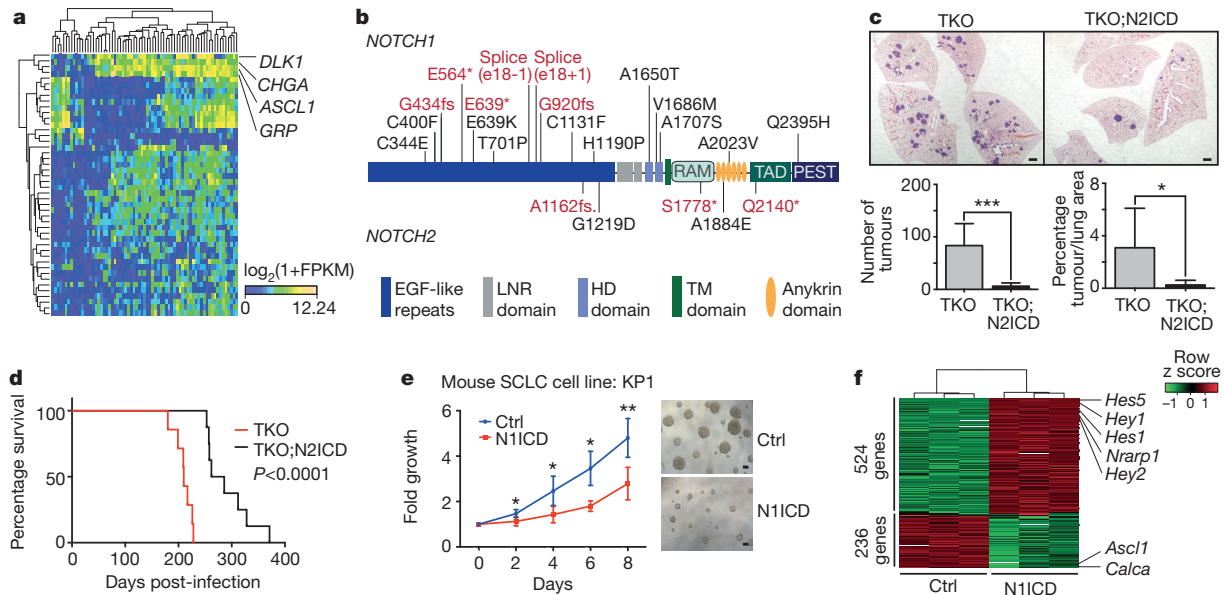 a
DLK1
CHGA
ASCL1
GRP
log2(1+FPKM)
0 12.24
b
NOTCH1
Splice Splice
E564* (e18-1) (e18+1)
A1650T
G434fs E639* G920fs V1686M
C400F E639K C1131F A1707S Q2395H
C344E T701P H1190P A2023V
RAM TAD PEST
A1162fs. S1778* Q2140*
G1219D A1884E
NOTCH2
EGF-like repeats
LNR domain
HD domain
TM domain
Anykrin domain
c
TKO TKO;N2ICD
Number of tumours
200
100
0
***
TKO TKO; N2ICD
Percentage tumour/lung area
8
4
0
*
TKO TKO; N2ICD
d
Percentage survival
100
50
0
TKO
TKO;N2ICD
P<0.0001
0 100 200 300 400
Days post-infection
e
Mouse SCLC cell line: KP1
Fold growth
6
4
2
0
Ctrl
N1ICD
* * * **
0 2 4 6 8
Days
Ctrl
N1ICD
f
Row z score
−1 0 1
524 genes
236 genes
Hes5
Hey1
Hes1
Nrarp1
Hey2
Ascl1
Calca
Ctrl N1ICD